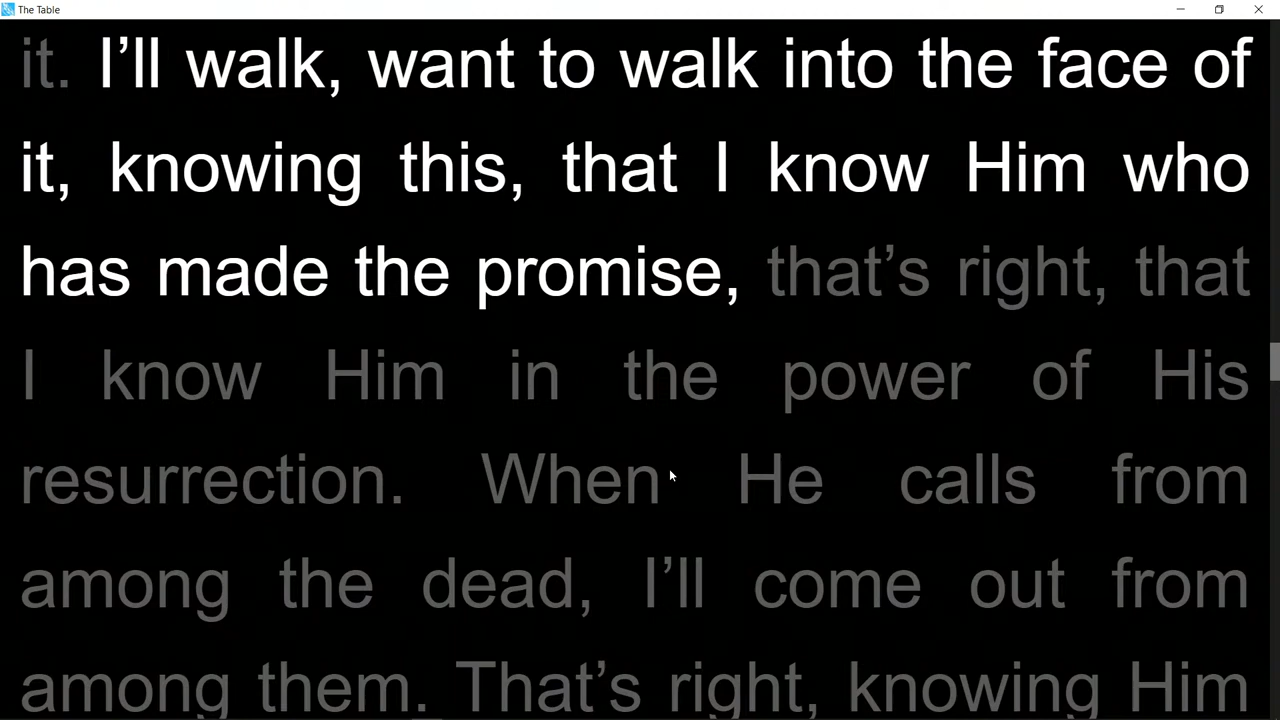 The Table
it. I’ll walk, want to walk into the face of
it, knowing this, that I know Him who
has made the promise, that’s right, that
I know Him in the power of His
resurrection. When He calls from
among the dead, I’ll come out from
among them. That’s right, knowing Him